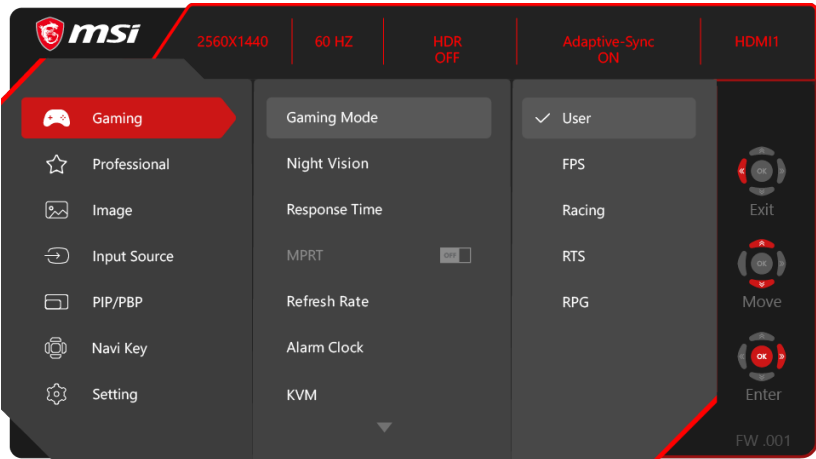 msi
2560X1440
60 HZ
HDR
OFF
Adaptive-Sync
ON
HDMI1
Gaming
Professional
Image
Input Source
PIP/PBP
Navi Key
Setting
Gaming Mode
Night Vision
Response Time
MPRT
OFF
Refresh Rate
Alarm Clock
KVM
User
FPS
Racing
RTS
RPG
OK
Exit
OK
Move
OK
Enter
FW .001